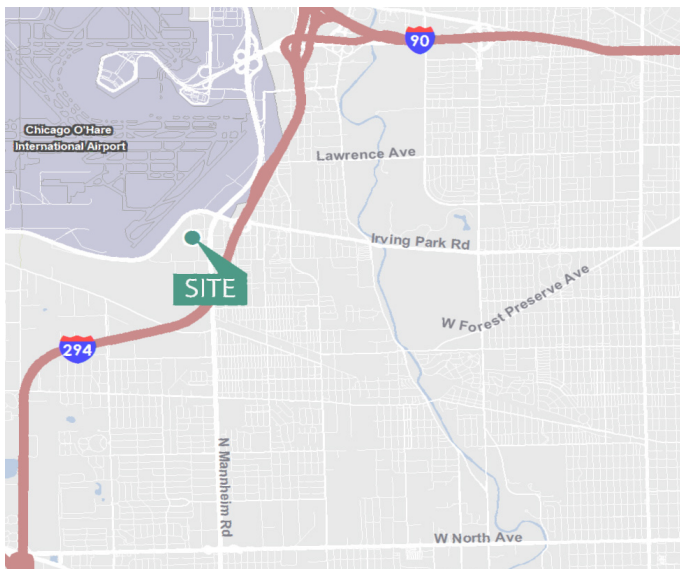 90
Chicago O'Hare
International Airport
Lawrence Ave
Irving Park Rd
SITE
W Forest Preserve Ave
294
N Mannheim Rd
W North Ave